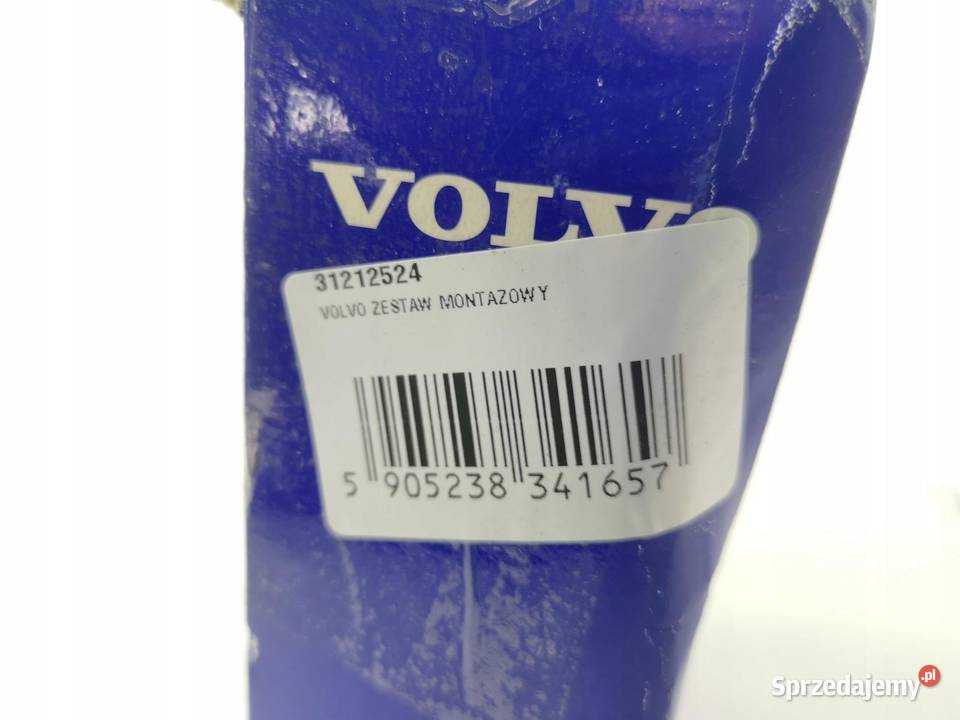 VOLVO
31212524
VOLVO ZESTAW MONTAZOWY
5 905238 341657
Sprzedajemy.pl